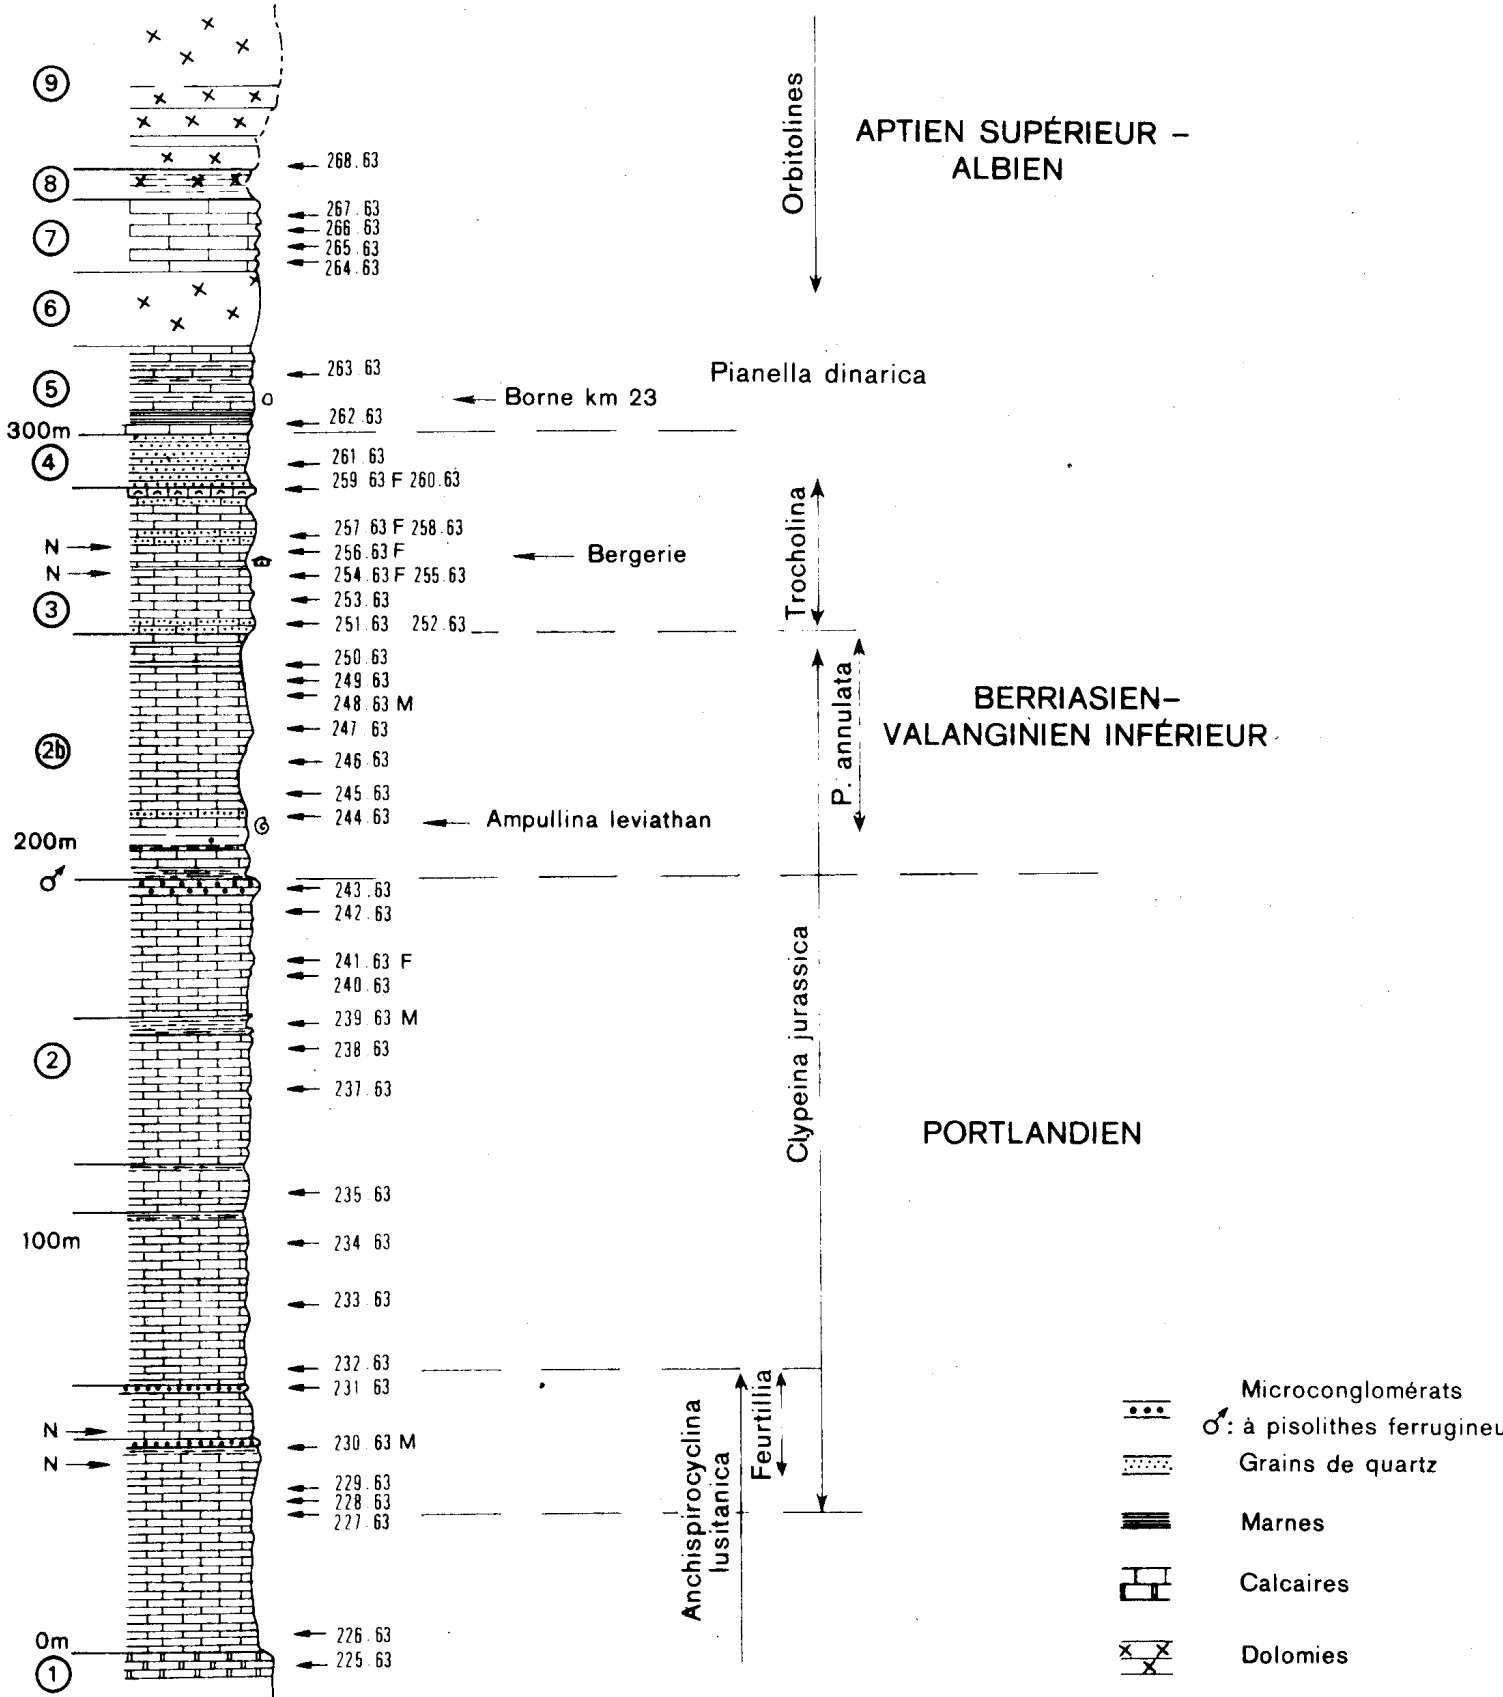 9
268.63
8
267.63
7
266.63
265.63
264.63
6
263.63
5
262.63
300m
4
261.63
259 63 F 260.63
257.63 F 258.63
N
256.63 F
N
254.63 F 255.63
253.63
3
251.63 252.63
250.63
249.63
248.63 M
247.63
2b
246.63
245.63
244.63
200m
♂
243.63
242.63
241.63 F
240.63
239.63 M
2
238.63
237.63
235.63
100m
234 63
233.63
232.63
231 63
N
230.63 M
N
229.63
228.63
227.63
226.63
0m
1
225.63
Borne km 23
Bergerie
Ampullina leviathan
Pianella dinarica
Orbitolines
Trocholina
P. annulata
Clypeina jurassica
Feurtillia
Anchispirocyclina
lusitanica
APTIEN SUPÉRIEUR –
ALBIEN
BERRIASIEN–
VALANGINIEN INFÉRIEUR
PORTLANDIEN
Microconglomérats
♂: à pisolithes ferrugineu
Grains de quartz
Marnes
Calcaires
Dolomies